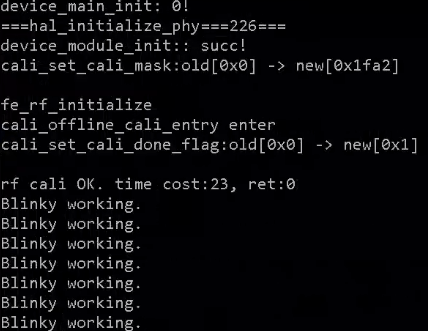 device_main_init: 0!
===hal_initialize_phy===226===
device_module_init:: succ!
cali_set_cali_mask:old[0x0] -> new[0x1fa2]
fe_rf_initialize
cali_offline_cali_entry enter
cali_set_cali_done_flag:old[0x0] -> new[0x1]
rf cali OK. time cost:23, ret:0
Blinky working.
Blinky working.
Blinky working.
Blinky working.
Blinky working.
Blinky working.
Blinky working.